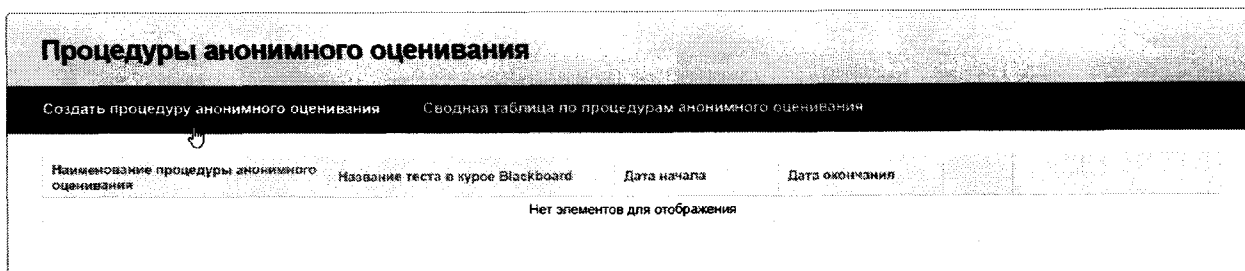 Процедуры анонимного оценивания
Создать процедуру анонимного оценивания Сводная таблица по процедурам анонимного оценивания
Наименование процедуры анонимного
оценивания Название теста в курсе Blackboard Дата начала Дата окончания
Нет элементов для отображения